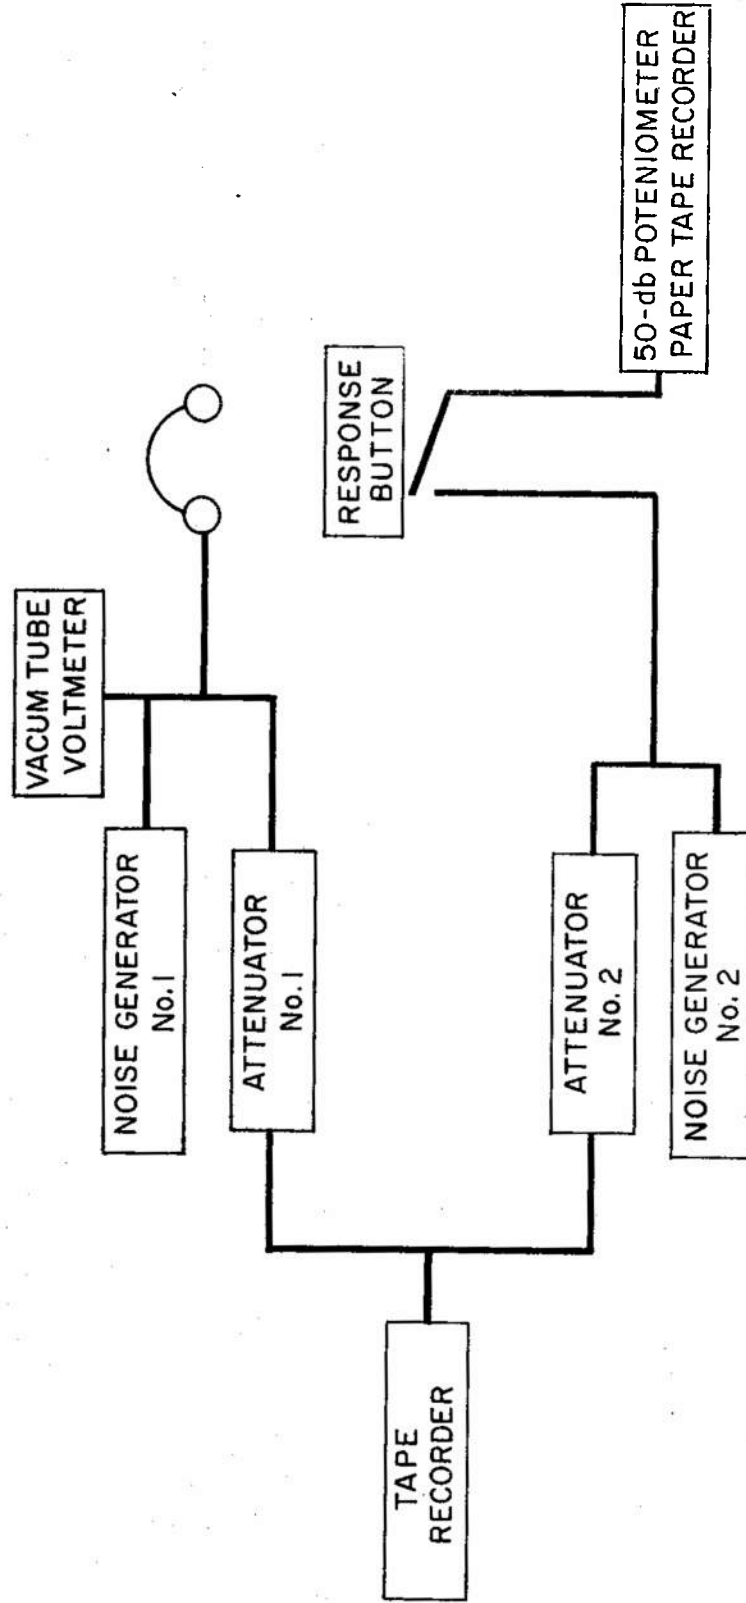 VACUM TUBE
VOLTMETER
NOISE GENERATOR
No. 1
ATTENUATOR
No. 1
RESPONSE
BUTTON
TAPE
RECORDER
ATTENUATOR
No. 2
NOISE GENERATOR
No. 2
50-db POTENIOMETER
PAPER TAPE RECORDER